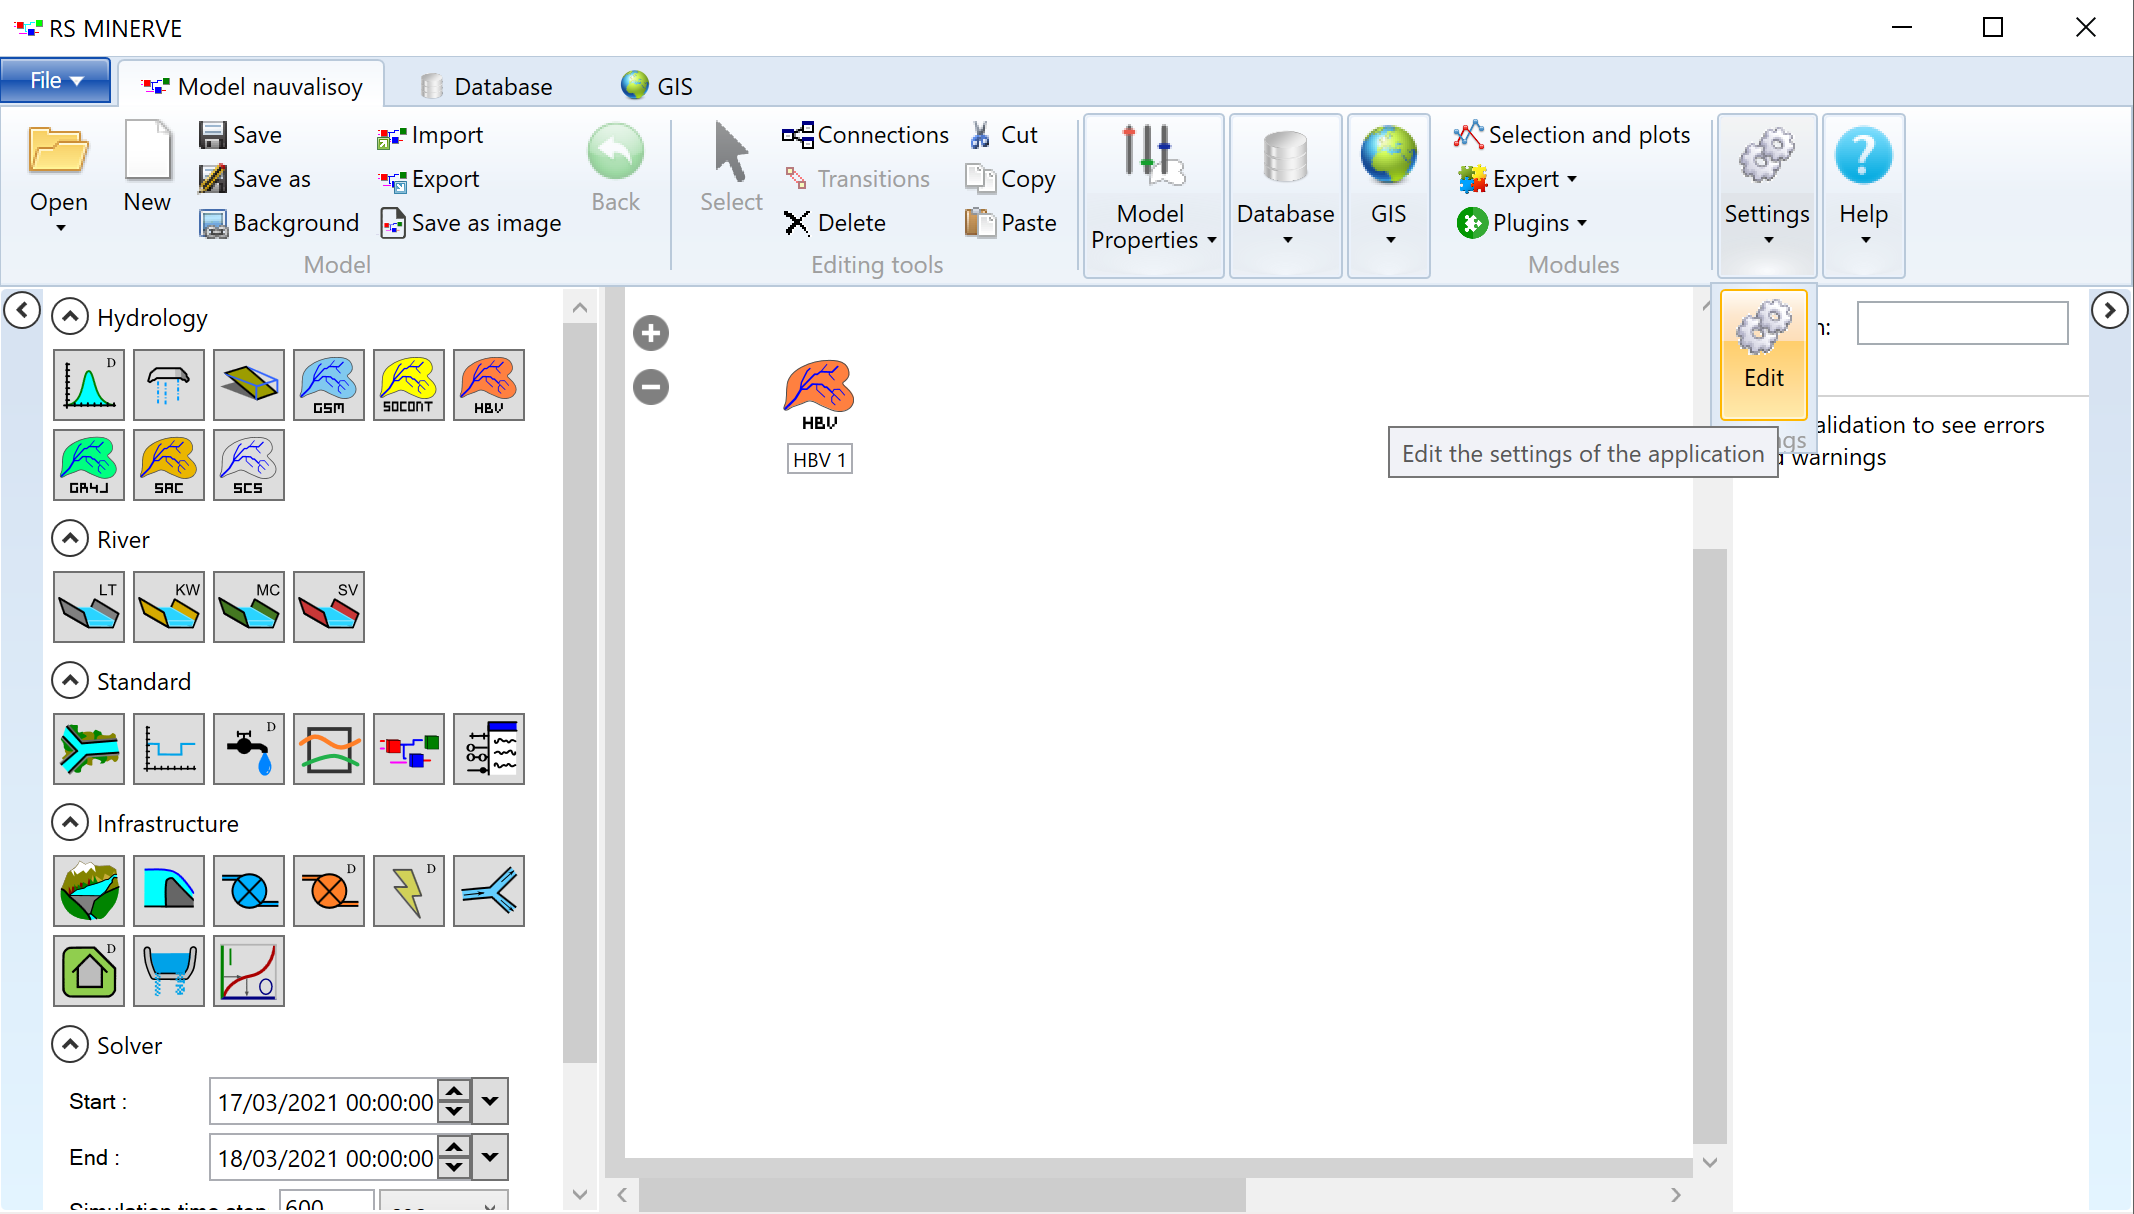 RS MINERVE
File
Model nauvalisoy
Database
GIS
Open
New
Save
Save as
Background
Import
Export
Save as image
Back
Model
Select
Connections
Transitions
Delete
Cut
Copy
Paste
Editing tools
Model
Properties
Database
GIS
Selection and plots
Expert
Plugins
Modules
Settings
Help
Hydrology
D
GSM
SOCONT
HBV
GR4J
SAC
SCS
River
LT
KW
MC
SV
Standard
D
Infrastructure
D
D
D
I
O
Solver
Start :
17/03/2021 00:00:00
End :
18/03/2021 00:00:00
600
HBV
HBV 1
Edit
Edit the settings of the application
alidation to see errors
warnings